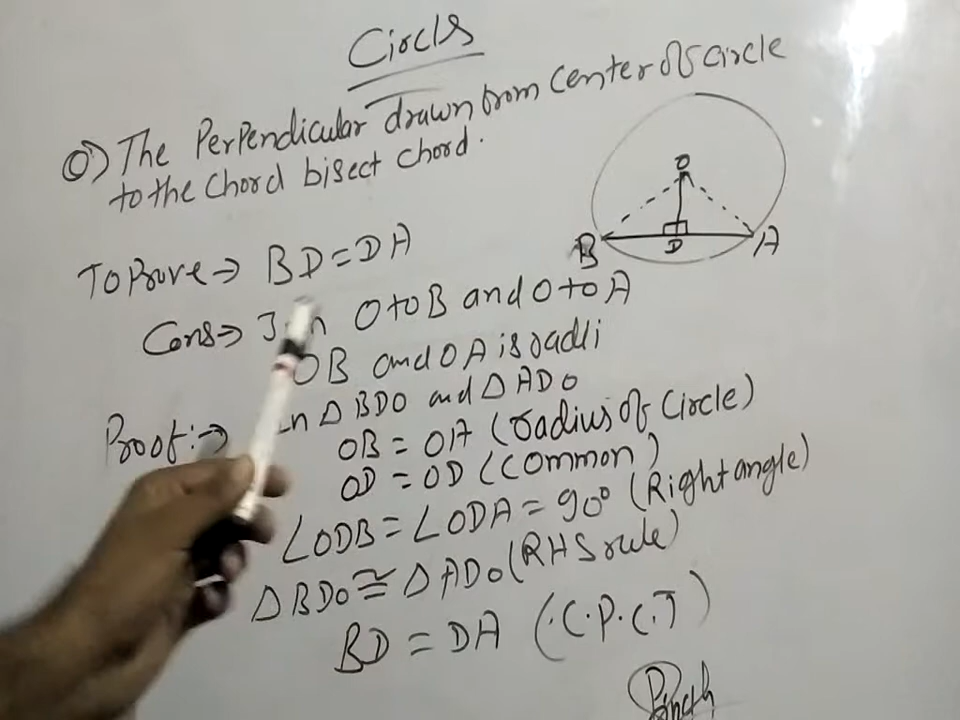 Circls
Q) The Perpendicular drawn from center of circle
to the Chord bisect Chord.
O
B
D
A
To Prove → BD = DA
Cons → Join O to B and O to A
OB and OA is radii
Proof :→ In Δ BDO and Δ ADO
OB = OA (radius of Circle)
OD = OD (Common)
∠ODB = ∠ODA = 90° (Right angle)
Δ BDO ≅ Δ ADO (RHS rule)
BD = DA (.C.P.C.T)